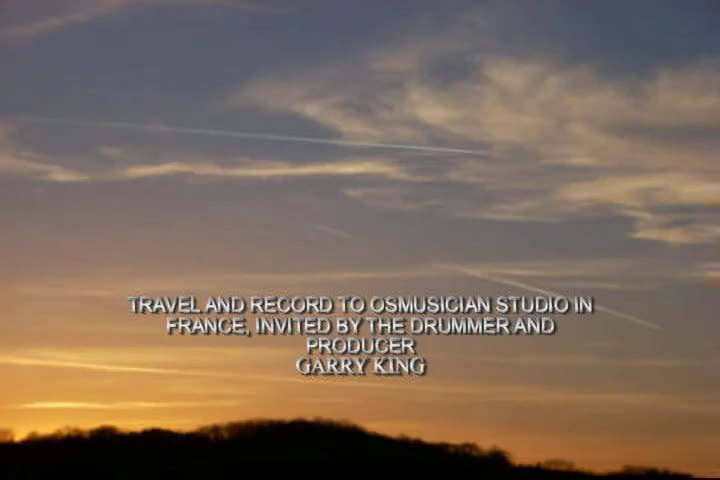 TRAVEL AND RECORD TO OSMUSICIAN STUDIO IN
FRANCE, INVITED BY THE DRUMMER AND
PRODUCER
GARRY KING